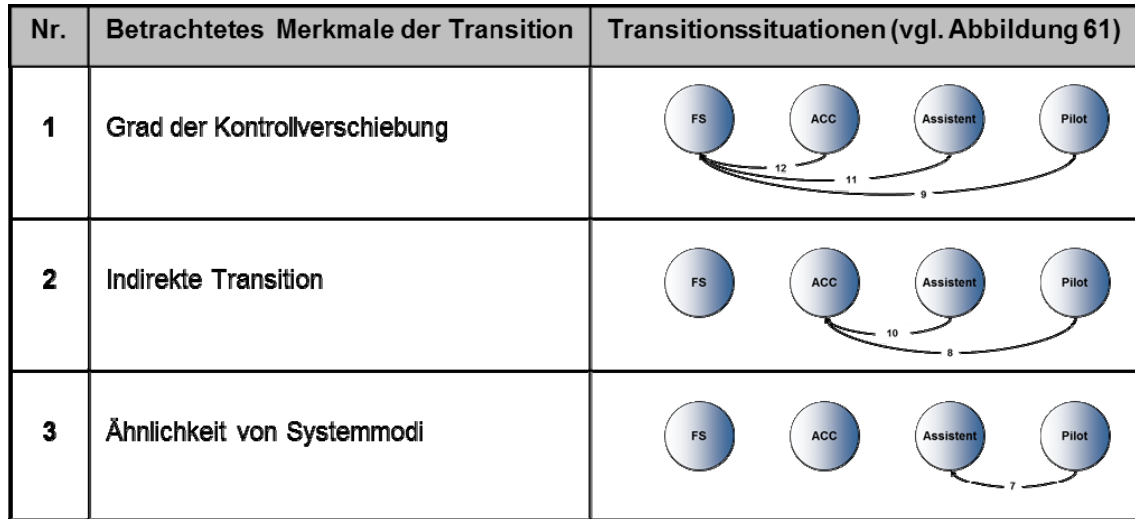 Nr. Betrachtetes Merkmale der Transition Transitionssituationen (vgl. Abbildung 61)
1 Grad der Kontrollverschiebung
FS ACC Assistent Pilot
12
11
9
2 Indirekte Transition
FS ACC Assistent Pilot
10
8
3 Ähnlichkeit von Systemmodi
FS ACC Assistent Pilot
7